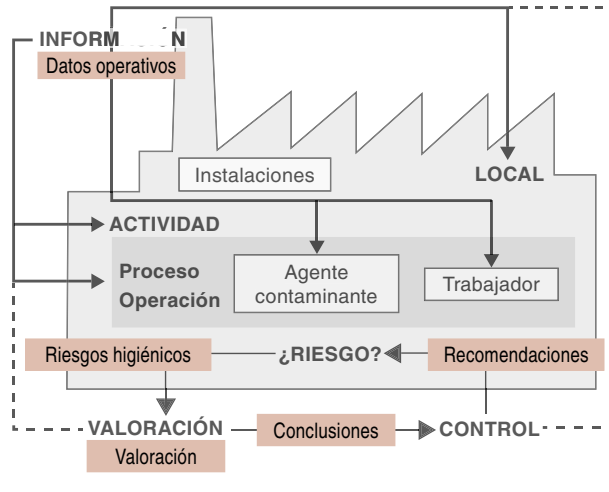 INFORM IÓN
Datos operativos
Instalaciones
LOCAL
ACTIVIDAD
Proceso
Operación
Agente
contaminante
Trabajador
Riesgos higiénicos
¿RIESGO?
Recomendaciones
VALORACIÓN
Valoración
Conclusiones
CONTROL